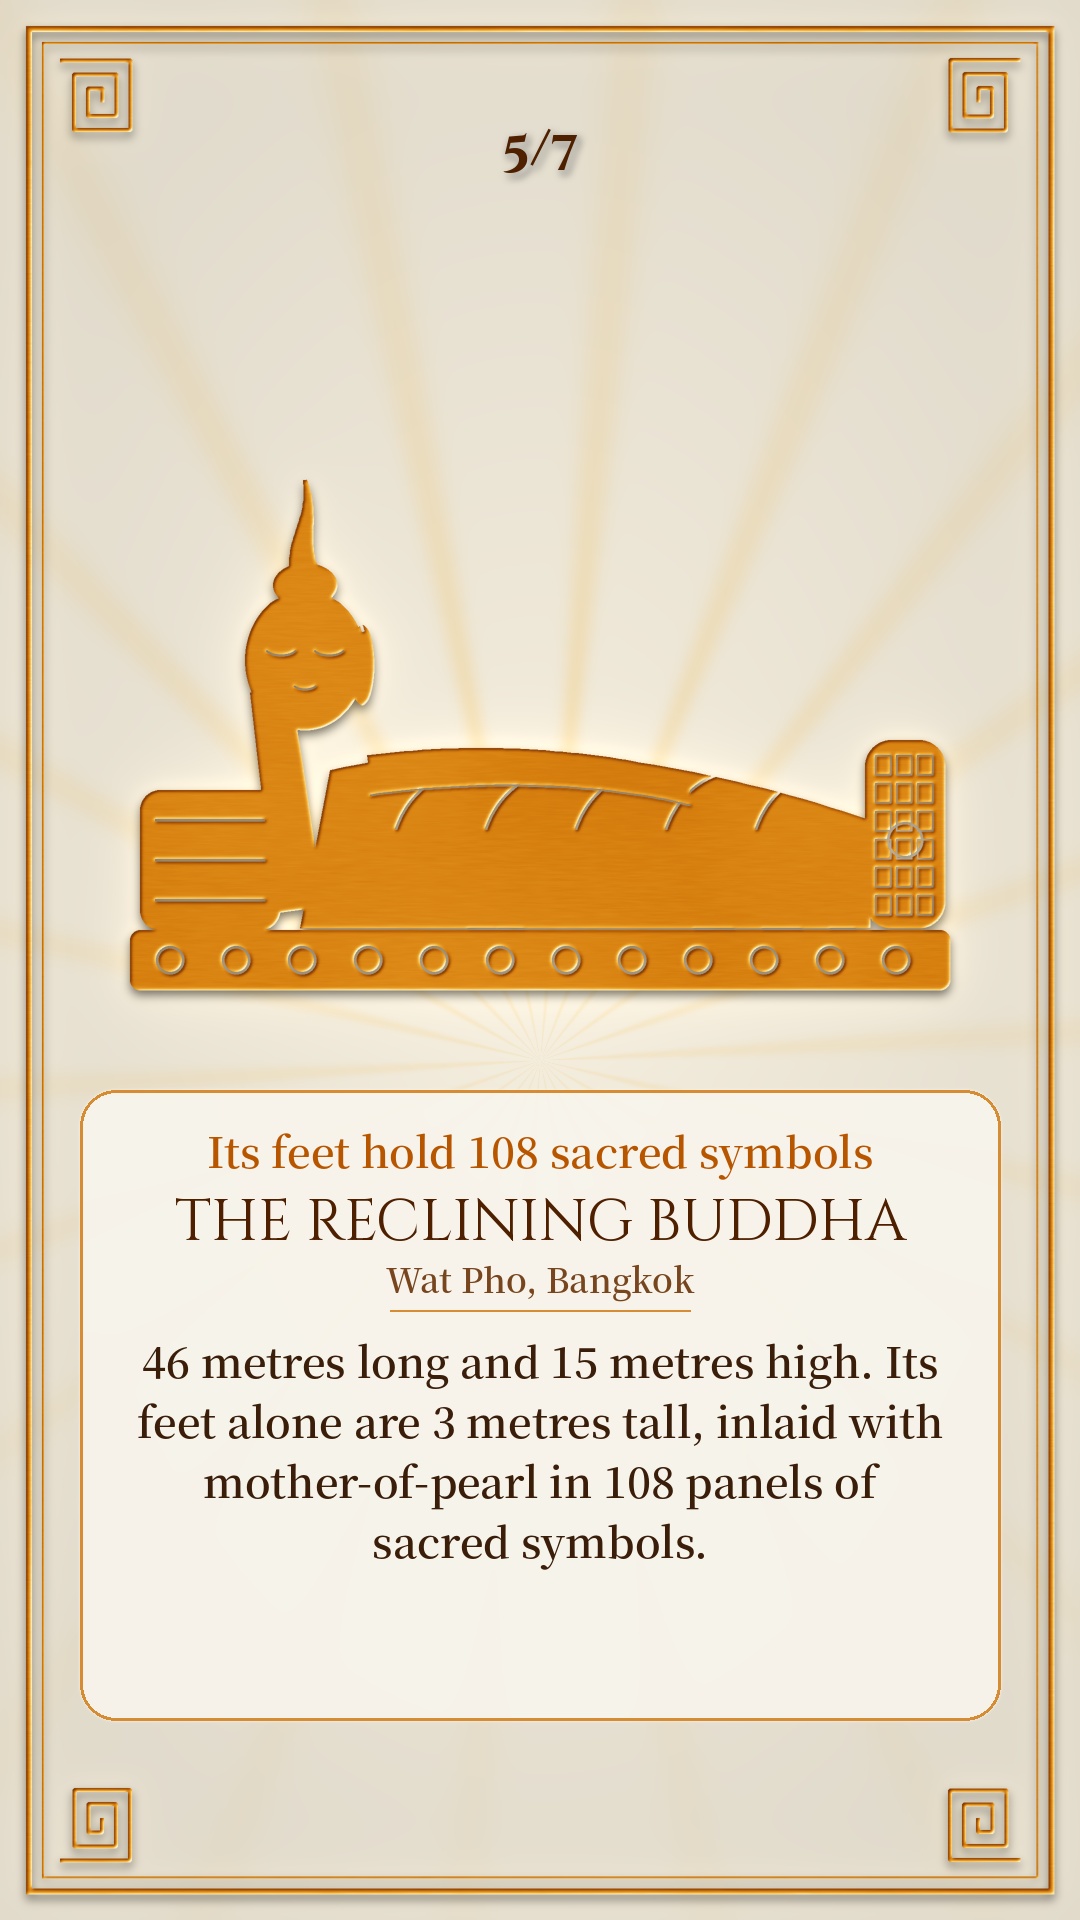 5/7
Its feet hold 108 sacred symbols
THE RECLINING BUDDHA
Wat Pho, Bangkok
46 metres long and 15 metres high. Its
feet alone are 3 metres tall, inlaid with
mother-of-pearl in 108 panels of
sacred symbols.